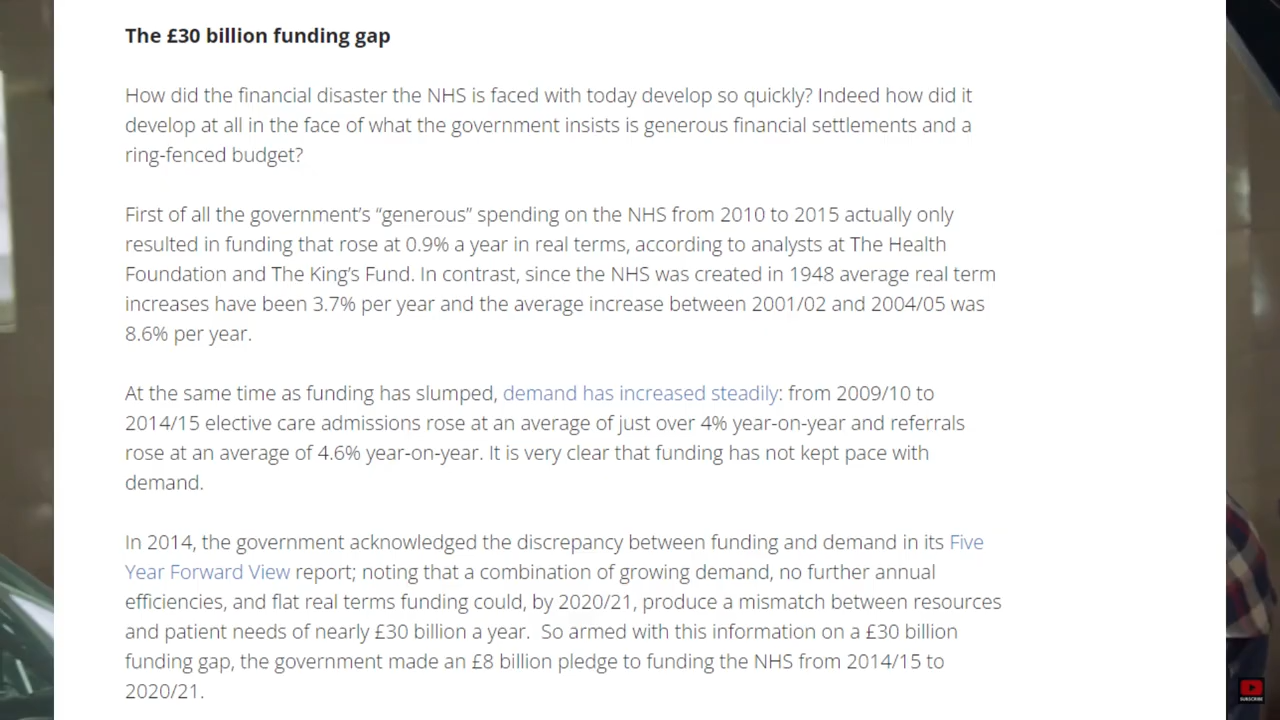 The £30 billion funding gap
How did the financial disaster the NHS is faced with today develop so quickly? Indeed how did it
develop at all in the face of what the government insists is generous financial settlements and a
ring-fenced budget?
First of all the government’s “generous” spending on the NHS from 2010 to 2015 actually only
resulted in funding that rose at 0.9% a year in real terms, according to analysts at The Health
Foundation and The King’s Fund. In contrast, since the NHS was created in 1948 average real term
increases have been 3.7% per year and the average increase between 2001/02 and 2004/05 was
8.6% per year.
At the same time as funding has slumped, demand has increased steadily: from 2009/10 to
2014/15 elective care admissions rose at an average of just over 4% year-on-year and referrals
rose at an average of 4.6% year-on-year. It is very clear that funding has not kept pace with
demand.
In 2014, the government acknowledged the discrepancy between funding and demand in its Five
Year Forward View report; noting that a combination of growing demand, no further annual
efficiencies, and flat real terms funding could, by 2020/21, produce a mismatch between resources
and patient needs of nearly £30 billion a year.  So armed with this information on a £30 billion
funding gap, the government made an £8 billion pledge to funding the NHS from 2014/15 to
2020/21.
SUBSCRIBE